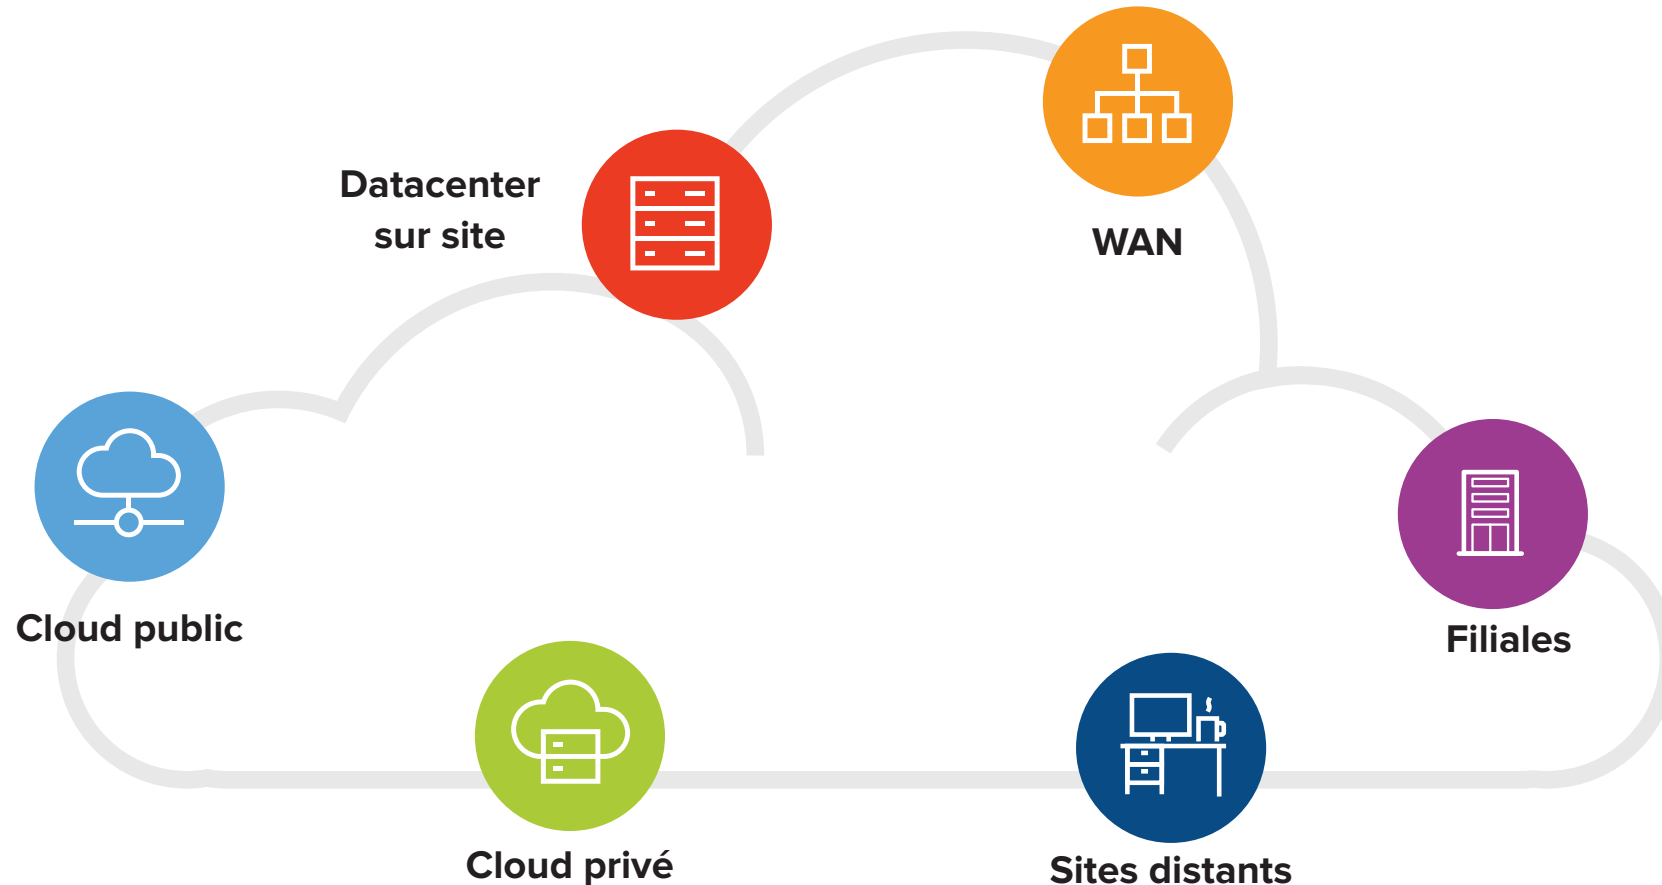 Datacenter
sur site
WAN
Cloud public
Filiales
Cloud privé
Sites distants